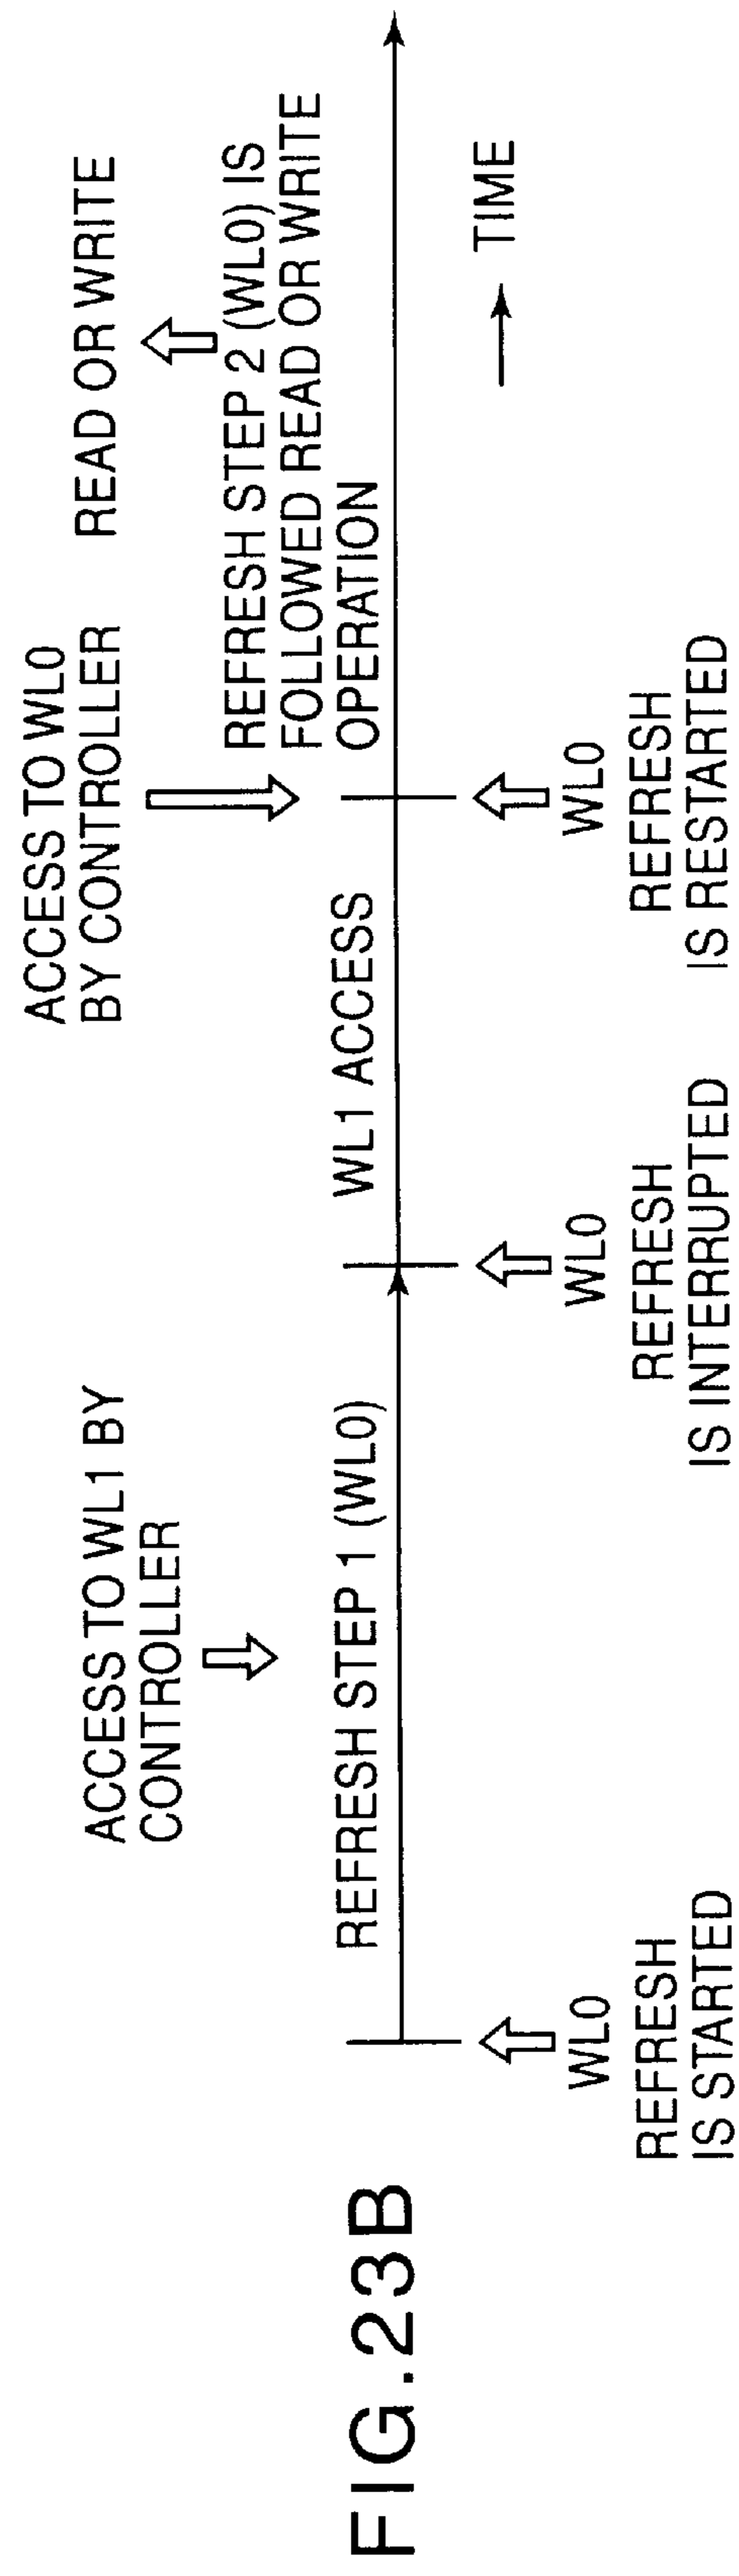 FIG.23B
ACCESS TO WL1 BY
CONTROLLER
ACCESS TO WL0
BY CONTROLLER
READ OR WRITE
REFRESH STEP 1 (WL0)
WL1 ACCESS
REFRESH STEP 2 (WL0) IS
FOLLOWED READ OR WRITE
OPERATION
WL0
REFRESH
IS STARTED
WL0
REFRESH
IS INTERRUPTED
WL0
REFRESH
IS RESTARTED
TIME